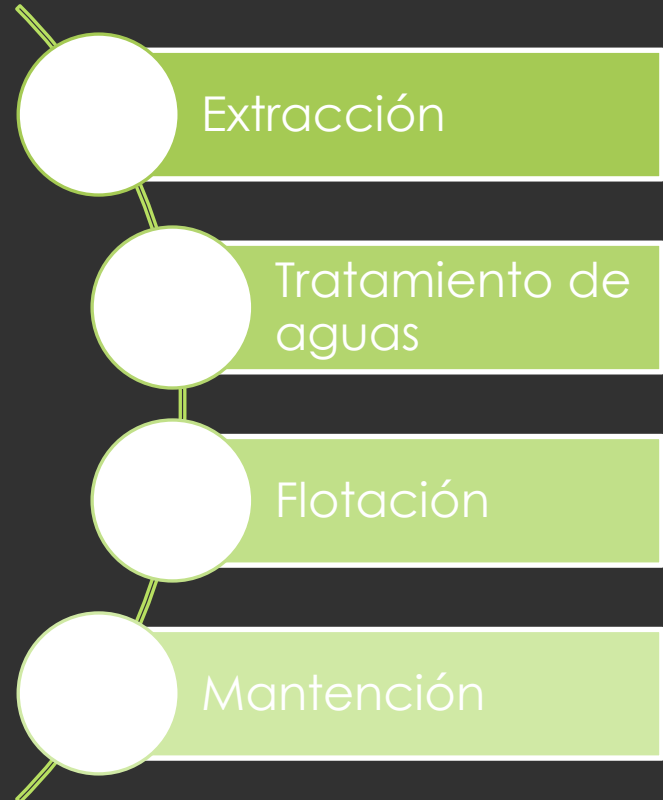 Extracción
Tratamiento de
aguas
Flotación
Mantención